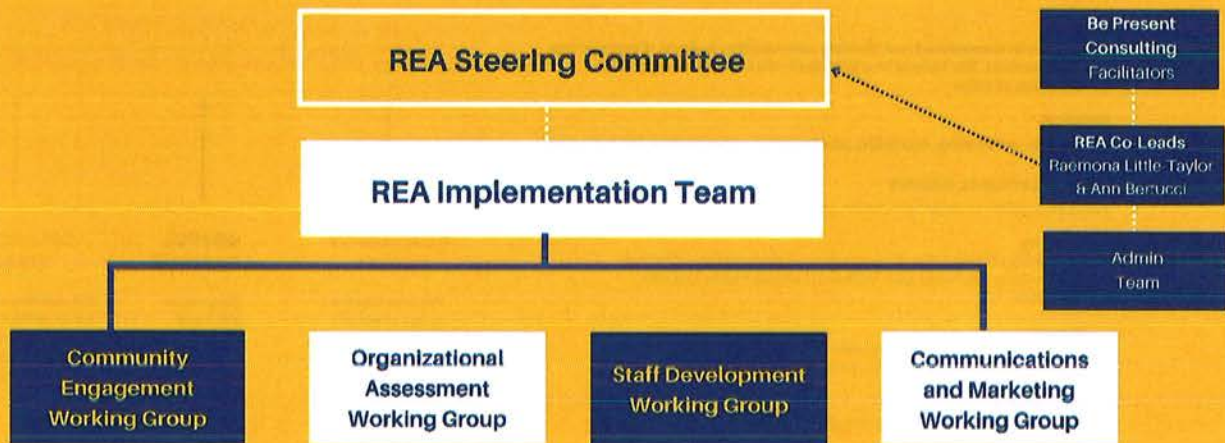 REA Steering Committee
Be Present
Consulting
Facilitators
REA Implementation Team
REA Co-Leads
Raemona Little-Taylor
& Ann Bertucci
Admin
Team
Community
Engagement
Working Group
Organizational
Assessment
Working Group
Staff Development
Working Group
Communications
and Marketing
Working Group